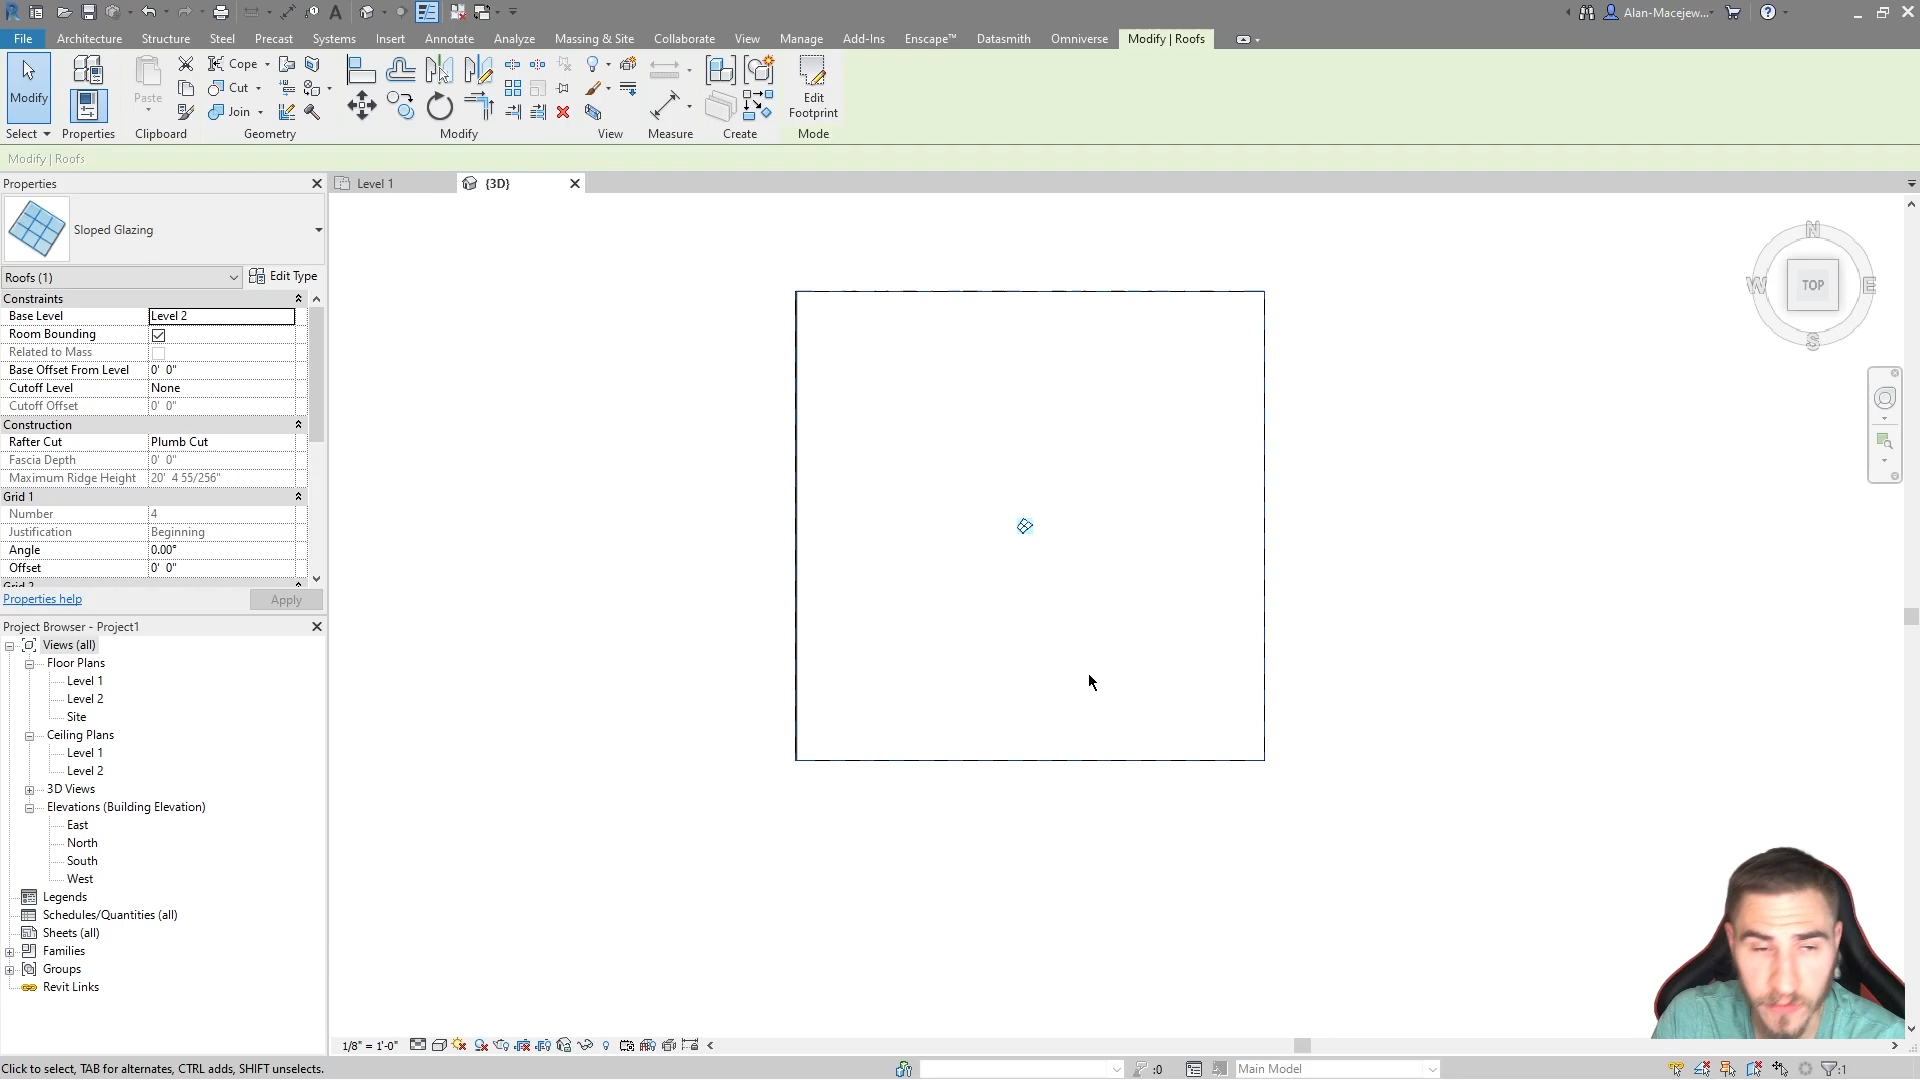 Alan-Macejew...
File Architecture Structure Steel Precast Systems Insert Annotate Analyze Massing & Site Collaborate View Manage Add-Ins Enscape™ Datasmith Omniverse Modify | Roofs
Modify
Paste
Cope
Cut
Join
Edit
Footprint
Select Properties Clipboard Geometry Modify View Measure Create Mode
Modify | Roofs
Properties
Level 1
{3D}
Sloped Glazing
Roofs (1)
Edit Type
Constraints
Base Level Level 2
Room Bounding
Related to Mass
Base Offset From Level 0' 0"
Cutoff Level None
Cutoff Offset 0' 0"
Construction
Rafter Cut Plumb Cut
Fascia Depth 0' 0"
Maximum Ridge Height 20' 4 55/256"
Grid 1
Number 4
Justification Beginning
Angle 0.00°
Offset 0' 0"
Grid 2
Properties help
Apply
N
W TOP E
S
Project Browser - Project1
Views (all)
Floor Plans
Level 1
Level 2
Site
Ceiling Plans
Level 1
Level 2
3D Views
Elevations (Building Elevation)
East
North
South
West
Legends
Schedules/Quantities (all)
Sheets (all)
Families
Groups
Revit Links
1/8" = 1'-0"
Click to select, TAB for alternates, CTRL adds, SHIFT unselects.
:0
Main Model
:1